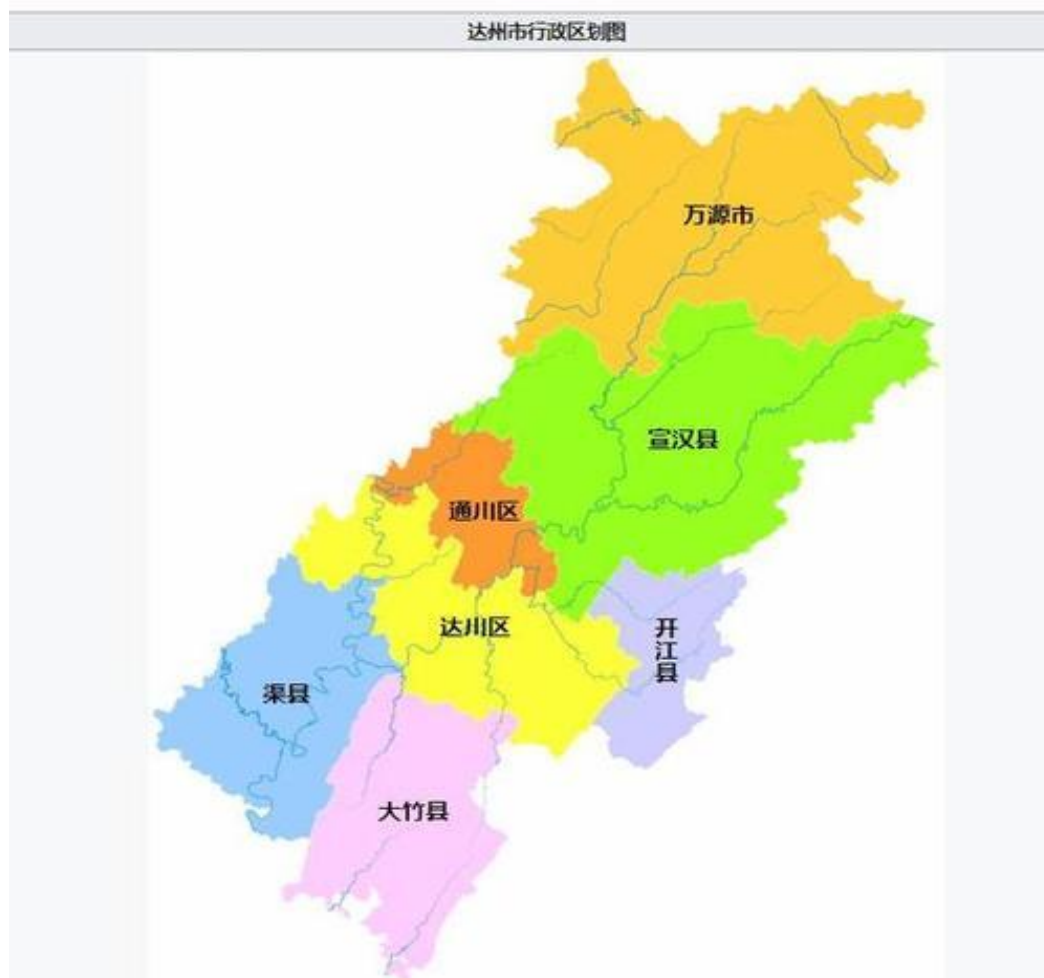 达州市行政区划图
万源市
宣汉县
通川区
达川区
开江县
渠县
大竹县